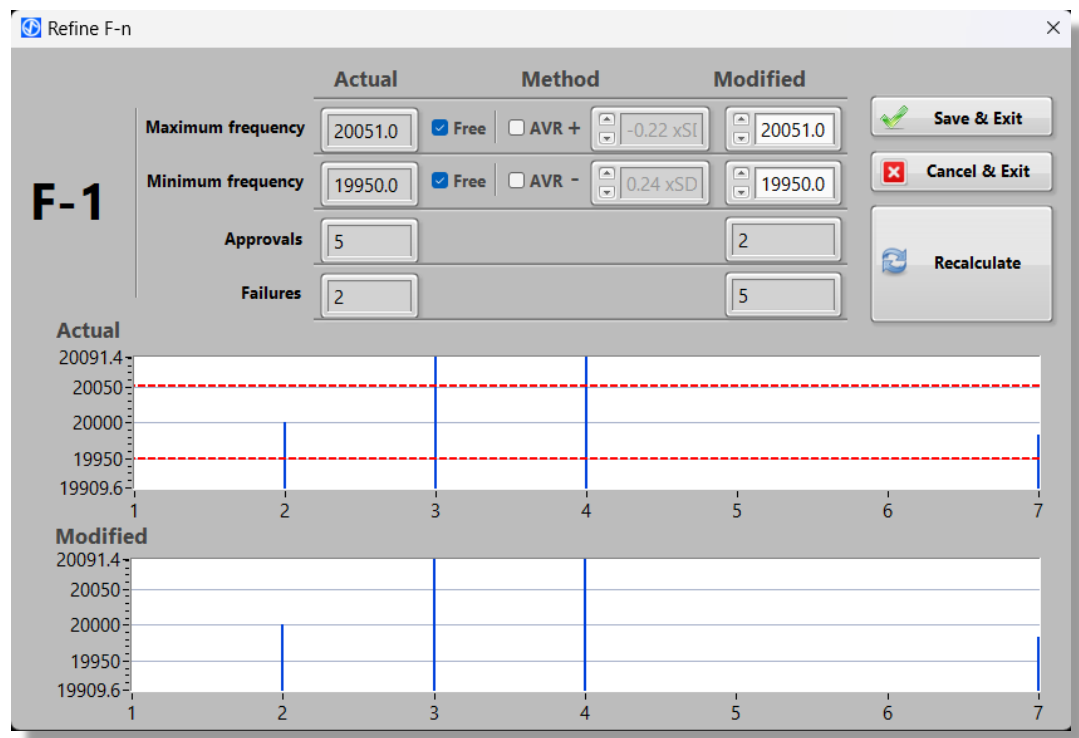 Refine F-n
Actual Method Modified
Maximum frequency 20051.0 Free AVR + -0.22 xSI 20051.0 Save & Exit
Minimum frequency 19950.0 Free AVR - 0.24 xSD 19950.0 Cancel & Exit
F-1
Approvals 5 2
Recalculate
Failures 2 5
Actual
20091.4
20050
20000
19950
19909.6
1 2 3 4 5 6 7
Modified
20091.4
20050
20000
19950
19909.6
1 2 3 4 5 6 7